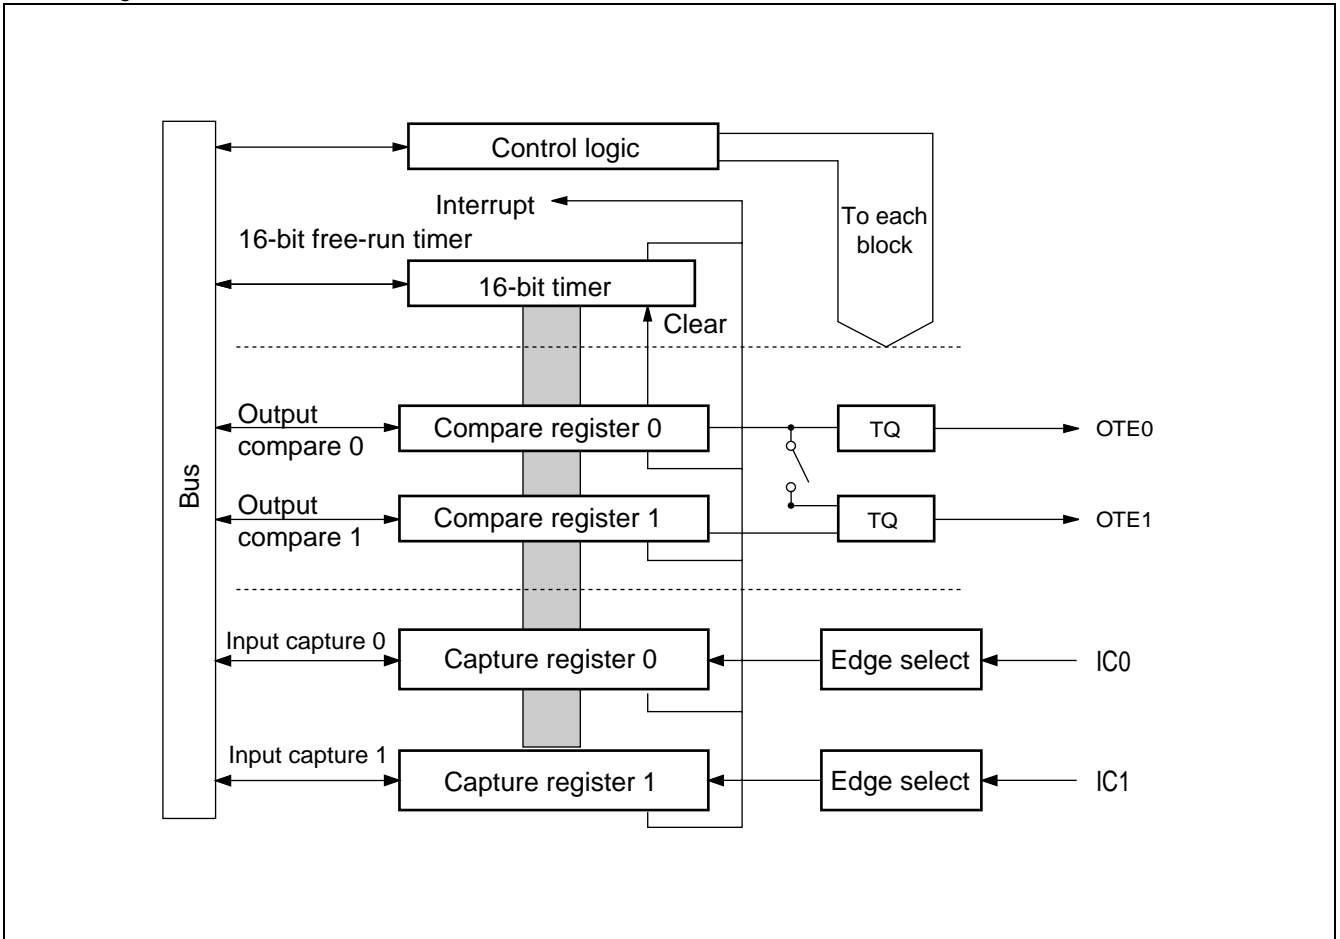 Control logic
Interrupt
To each
block
16-bit free-run timer
16-bit timer
Clear
Output
compare 0
Compare register 0
TQ
OTE0
Bus
Output
compare 1
Compare register 1
TQ
OTE1
Input capture 0
Capture register 0
Edge select
IC0
Input capture 1
Capture register 1
Edge select
IC1